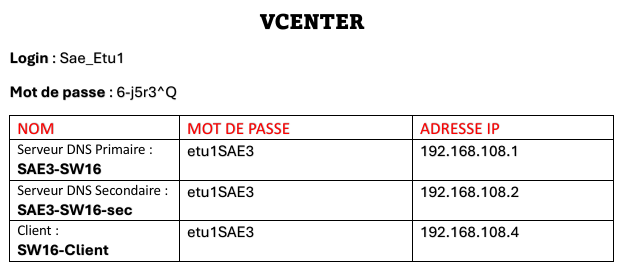 VCENTER
Login : Sae_Etu1
Mot de passe : 6-j5r3^Q
NOM MOT DE PASSE ADRESSE IP
Serveur DNS Primaire : etu1SAE3 192.168.108.1
SAE3-SW16
Serveur DNS Secondaire : etu1SAE3 192.168.108.2
SAE3-SW16-sec
Client : etu1SAE3 192.168.108.4
SW16-Client